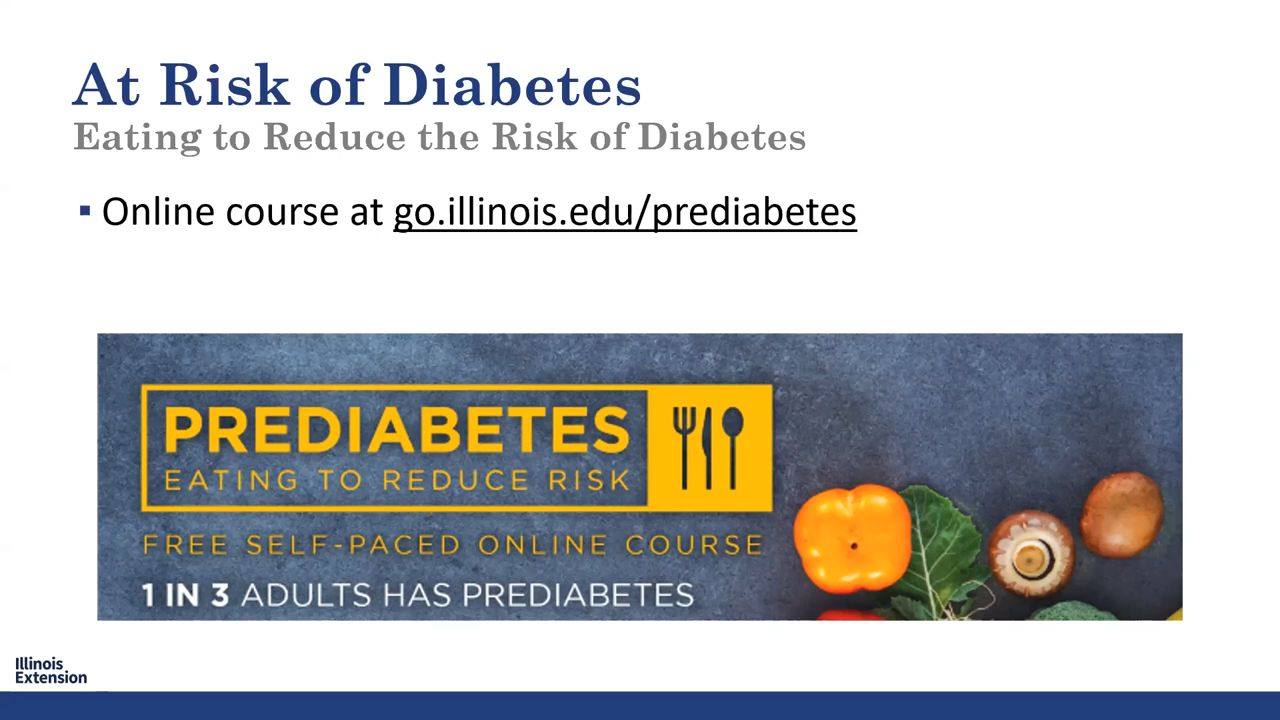 At Risk of Diabetes
Eating to Reduce the Risk of Diabetes
▪ Online course at go.illinois.edu/prediabetes
PREDIABETES
EATING TO REDUCE RISK
FREE SELF-PACED ONLINE COURSE
1 IN 3 ADULTS HAS PREDIABETES
Illinois
Extension